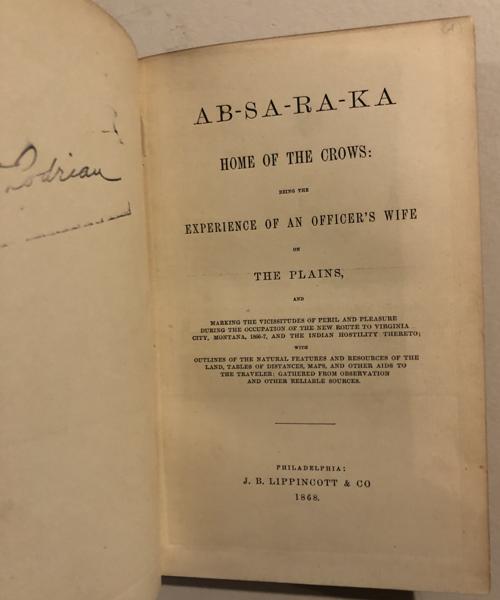 Rodrian
AB-SA-RA-KA
HOME OF THE CROWS:
BEING THE
EXPERIENCE OF AN OFFICER'S WIFE
ON
THE PLAINS,
AND
MARKING THE VICISSITUDES OF PERIL AND PLEASURE
DURING THE OCCUPATION OF THE NEW ROUTE TO VIRGINIA
CITY, MONTANA, 1866-7, AND THE INDIAN HOSTILITY THERETO;
WITH
OUTLINES OF THE NATURAL FEATURES AND RESOURCES OF THE
LAND, TABLES OF DISTANCES, MAPS, AND OTHER AIDS TO
THE TRAVELER; GATHERED FROM OBSERVATION
AND OTHER RELIABLE SOURCES.
PHILADELPHIA:
J. B. LIPPINCOTT & CO
1868.